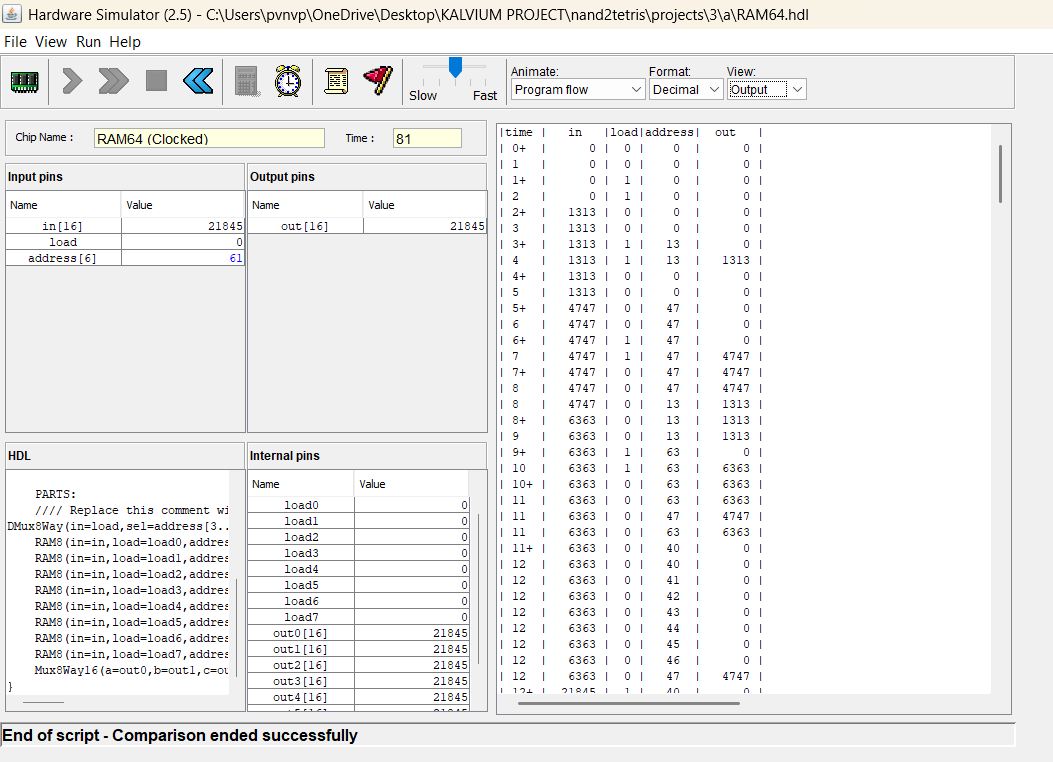 Hardware Simulator (2.5) - C:\Users\pvnvp\OneDrive\Desktop\KALVIUM PROJECT\nand2tetris\projects\3\a\RAM64.hdl
File View Run Help
Slow Fast
Animate: Format: View:
Program flow Decimal Output
Chip Name : RAM64 (Clocked) Time : 81
Input pins
Name Value
in[16] 21845
load 0
address[6] 61
Output pins
Name Value
out[16] 21845
HDL
PARTS:
//// Replace this comment wi
DMux8Way(in=load,sel=address[3..
RAM8(in=in,load=load0,addres
RAM8(in=in,load=load1,addres
RAM8(in=in,load=load2,addres
RAM8(in=in,load=load3,addres
RAM8(in=in,load=load4,addres
RAM8(in=in,load=load5,addres
RAM8(in=in,load=load6,addres
RAM8(in=in,load=load7,addres
Mux8Way16(a=out0,b=out1,c=ou
}
Internal pins
Name Value
load0 0
load1 0
load2 0
load3 0
load4 0
load5 0
load6 0
load7 0
out0[16] 21845
out1[16] 21845
out2[16] 21845
out3[16] 21845
out4[16] 21845
|time | in |load|address| out |
| 0+ | 0 | 0 | 0 | 0 |
| 1 | 0 | 0 | 0 | 0 |
| 1+ | 0 | 1 | 0 | 0 |
| 2 | 0 | 1 | 0 | 0 |
| 2+ | 1313 | 0 | 0 | 0 |
| 3 | 1313 | 0 | 0 | 0 |
| 3+ | 1313 | 1 | 13 | 0 |
| 4 | 1313 | 1 | 13 | 1313 |
| 4+ | 1313 | 0 | 0 | 0 |
| 5 | 1313 | 0 | 0 | 0 |
| 5+ | 4747 | 0 | 47 | 0 |
| 6 | 4747 | 0 | 47 | 0 |
| 6+ | 4747 | 1 | 47 | 0 |
| 7 | 4747 | 1 | 47 | 4747 |
| 7+ | 4747 | 0 | 47 | 4747 |
| 8 | 4747 | 0 | 47 | 4747 |
| 8 | 4747 | 0 | 13 | 1313 |
| 8+ | 6363 | 0 | 13 | 1313 |
| 9 | 6363 | 0 | 13 | 1313 |
| 9+ | 6363 | 1 | 63 | 0 |
| 10 | 6363 | 1 | 63 | 6363 |
| 10+ | 6363 | 0 | 63 | 6363 |
| 11 | 6363 | 0 | 63 | 6363 |
| 11 | 6363 | 0 | 47 | 4747 |
| 11 | 6363 | 0 | 63 | 6363 |
| 11+ | 6363 | 0 | 40 | 0 |
| 12 | 6363 | 0 | 40 | 0 |
| 12 | 6363 | 0 | 41 | 0 |
| 12 | 6363 | 0 | 42 | 0 |
| 12 | 6363 | 0 | 43 | 0 |
| 12 | 6363 | 0 | 44 | 0 |
| 12 | 6363 | 0 | 45 | 0 |
| 12 | 6363 | 0 | 46 | 0 |
| 12 | 6363 | 0 | 47 | 4747 |
| 12+ | 21845 | 1 | 40 | 0 |
End of script - Comparison ended successfully